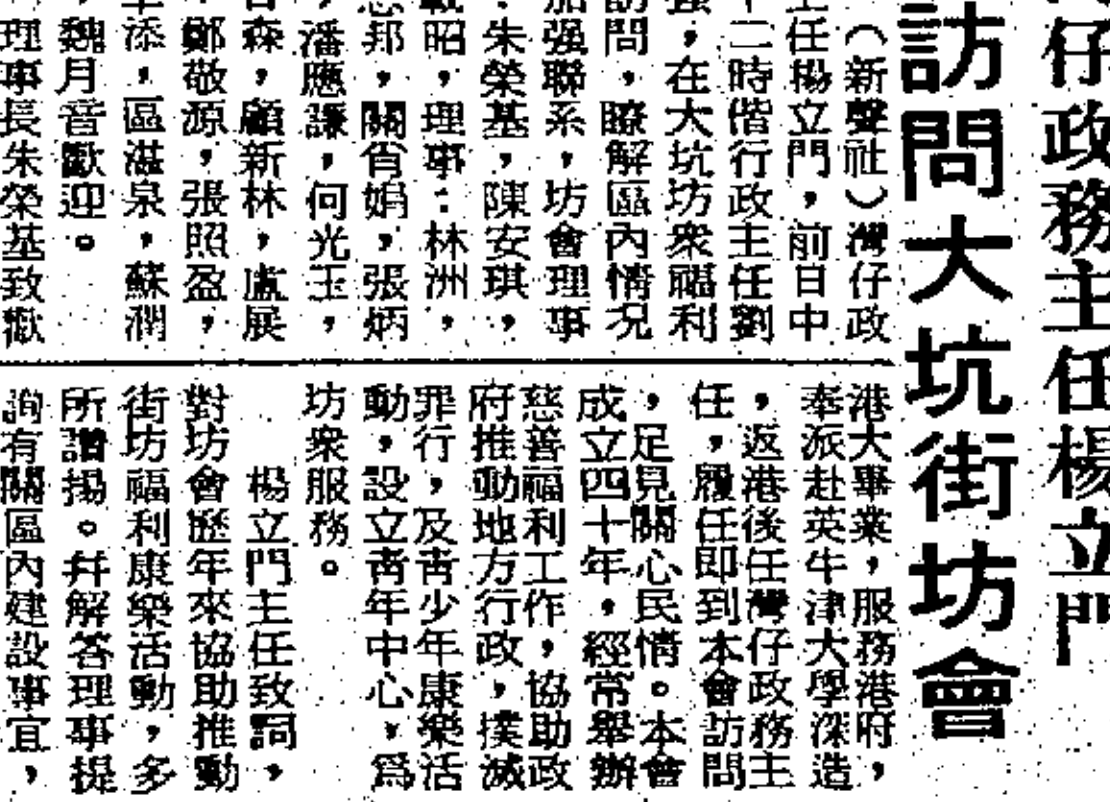 仔政務主任楊立門
訪問大坑街坊會
(新聲社)灣仔政
主任楊立門,前日中
十二時偕行政主任劉
强,在大坑坊衆福利
訪問,瞭解區內情况
加强聯系,坊會理事
:朱榮基,陳安琪,
戴昭,理事:林洲,
志邦,關肖娟,張炳
,潘應謙,何光玉,
森,顧新林,盧展
,鄭敬源,張照盈,
添,區滋泉,蘇潤
,魏月音歡迎。
理事長朱榮基致歡
港大畢業,服務港府,
奉派赴英牛津大學深造
,返港後任灣仔政務主
任,履任即到本會訪問
,足見關心民情。本會
成立四十年,經常舉辦
慈善福利工作,協助政
府推動地方行政,撲滅
罪行,及青少年康樂活
動,設立青年中心,爲
坊衆服務。
楊立門主任致詞,
對坊會歷年來協助推動
街坊福利康樂活動,多
所讚揚。幷解答理事提
詢有關區內建設事宜,